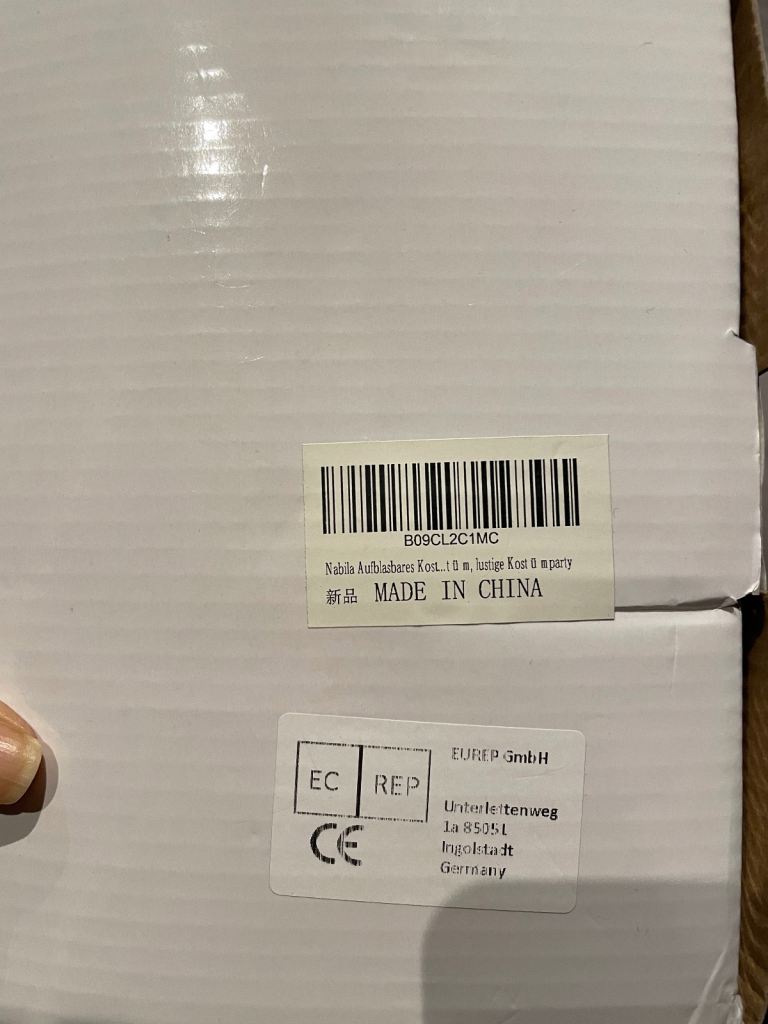 B09CL2C1MC
Nabila Aufblasbares Kost...t ü m, lustige Kost ü mparty
新品 MADE IN CHINA
EC REP
EUREP GmbH
CE
Unterlettenweg
1a 85051
Ingolstadt
Germany